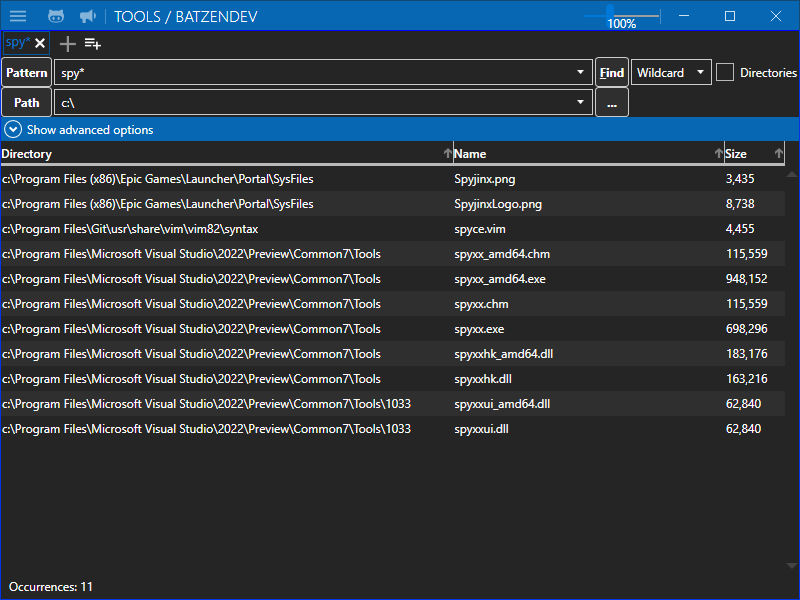 TOOLS / BATZENDEV 100%
spy*
Pattern spy* Find Wildcard Directories
Path c:\ ...
Show advanced options
Directory Name Size
c:\Program Files (x86)\Epic Games\Launcher\Portal\SysFiles Spyjinx.png 3,435
c:\Program Files (x86)\Epic Games\Launcher\Portal\SysFiles SpyjinxLogo.png 8,738
c:\Program Files\Git\usr\share\vim\vim82\syntax spyce.vim 4,455
c:\Program Files\Microsoft Visual Studio\2022\Preview\Common7\Tools spyxx_amd64.chm 115,559
c:\Program Files\Microsoft Visual Studio\2022\Preview\Common7\Tools spyxx_amd64.exe 948,152
c:\Program Files\Microsoft Visual Studio\2022\Preview\Common7\Tools spyxx.chm 115,559
c:\Program Files\Microsoft Visual Studio\2022\Preview\Common7\Tools spyxx.exe 698,296
c:\Program Files\Microsoft Visual Studio\2022\Preview\Common7\Tools spyxxhk_amd64.dll 183,176
c:\Program Files\Microsoft Visual Studio\2022\Preview\Common7\Tools spyxxhk.dll 163,216
c:\Program Files\Microsoft Visual Studio\2022\Preview\Common7\Tools\1033 spyxxui_amd64.dll 62,840
c:\Program Files\Microsoft Visual Studio\2022\Preview\Common7\Tools\1033 spyxxui.dll 62,840
Occurrences: 11